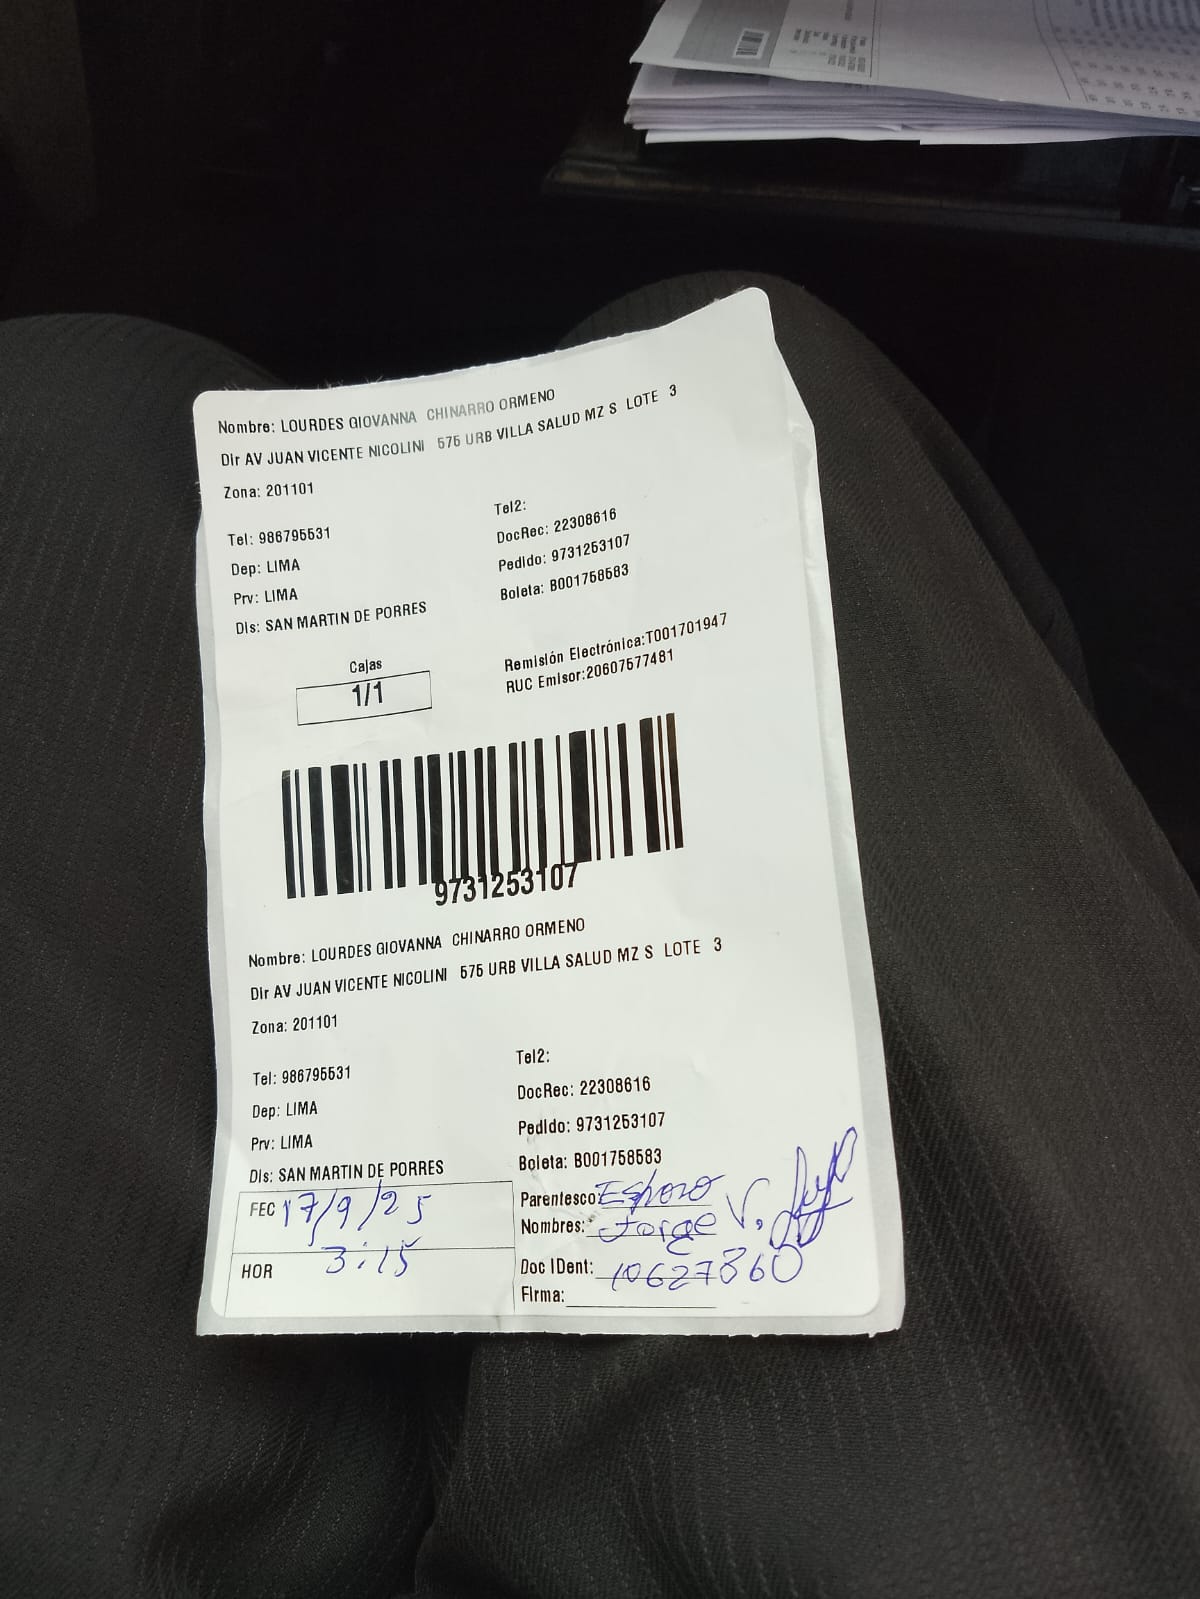 Nombre: LOURDES GIOVANNA CHINARRO ORMENO
Dir AV JUAN VICENTE NICOLINI 575 URB VILLA SALUD MZ S LOTE 3
Zona: 201101
Tel: 986795531
Tel2:
Dep: LIMA
DocRec: 22308616
Prv: LIMA
Pedido: 9731253107
Dis: SAN MARTIN DE PORRES
Boleta: B001758583
Cajas
1/1
Remisión Electrónica:T001701947
RUC Emisor:20607577481
9731253107
Nombre: LOURDES GIOVANNA CHINARRO ORMENO
Dir AV JUAN VICENTE NICOLINI 575 URB VILLA SALUD MZ S LOTE 3
Zona: 201101
Tel: 986795531
Tel2:
Dep: LIMA
DocRec: 22308616
Prv: LIMA
Pedido: 9731253107
Dis: SAN MARTIN DE PORRES
Boleta: B001758583
FEC 17/9/25
Parentesco: Esposo
Nombres: Jorge V.
HOR 3:15
Doc IDent: 10627860
Firma: